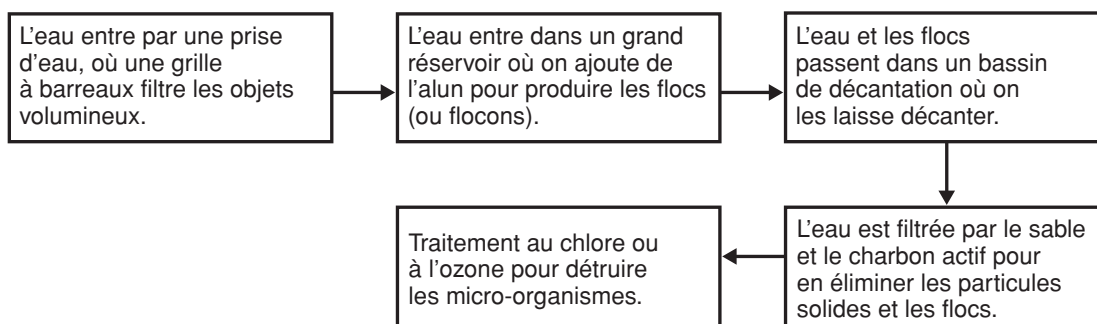 L'eau entre par une prise
d'eau, où une grille
à barreaux filtre les objets
volumineux.
L'eau entre dans un grand
réservoir où on ajoute de
l'alun pour produire les flocs
(ou flocons).
L'eau et les flocs
passent dans un bassin
de décantation où on
les laisse décanter.
L'eau est filtrée par le sable
et le charbon actif pour
en éliminer les particules
solides et les flocs.
Traitement au chlore ou
à l'ozone pour détruire
les micro-organismes.